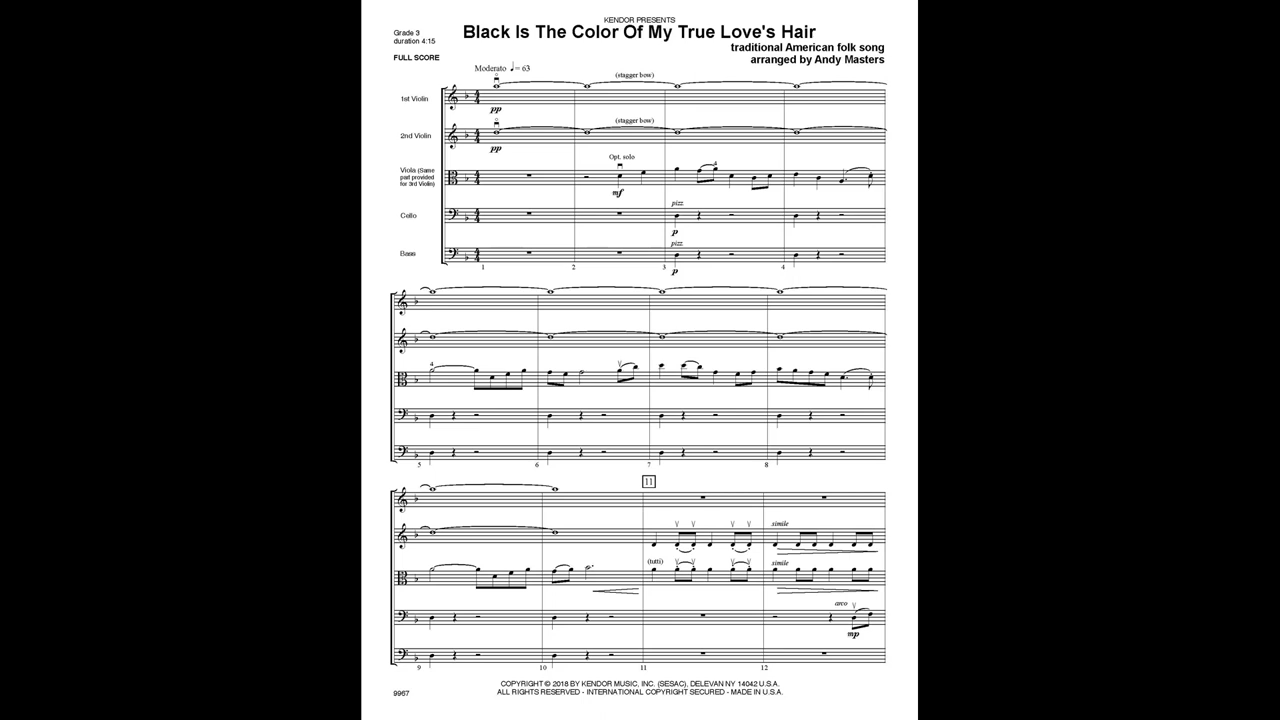 KENDOR PRESENTS
Grade 3
duration 4:15
Black Is The Color Of My True Love's Hair
traditional American folk song
arranged by Andy Masters
FULL SCORE
Moderato ♩= 63
(stagger bow)
1st Violin
pp
(stagger bow)
2nd Violin
pp
Opt. solo
4
Viola (Same
part provided
for 3rd Violin)
mf
pizz.
Cello
p
pizz.
Bass
p
1 2 3 4
4
5 6 7 8
11
simile
(tutti) simile
arco
mp
9 10 11 12
COPYRIGHT © 2018 BY KENDOR MUSIC, INC. (SESAC), DELEVAN NY 14042 U.S.A.
9967 ALL RIGHTS RESERVED - INTERNATIONAL COPYRIGHT SECURED - MADE IN U.S.A.